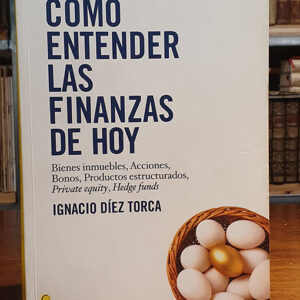 CÓMO
ENTENDER
LAS
FINANZAS
DE HOY
Bienes inmuebles, Acciones,
Bonos, Productos estructurados,
Private equity, Hedge funds
IGNACIO DÍEZ TORCA